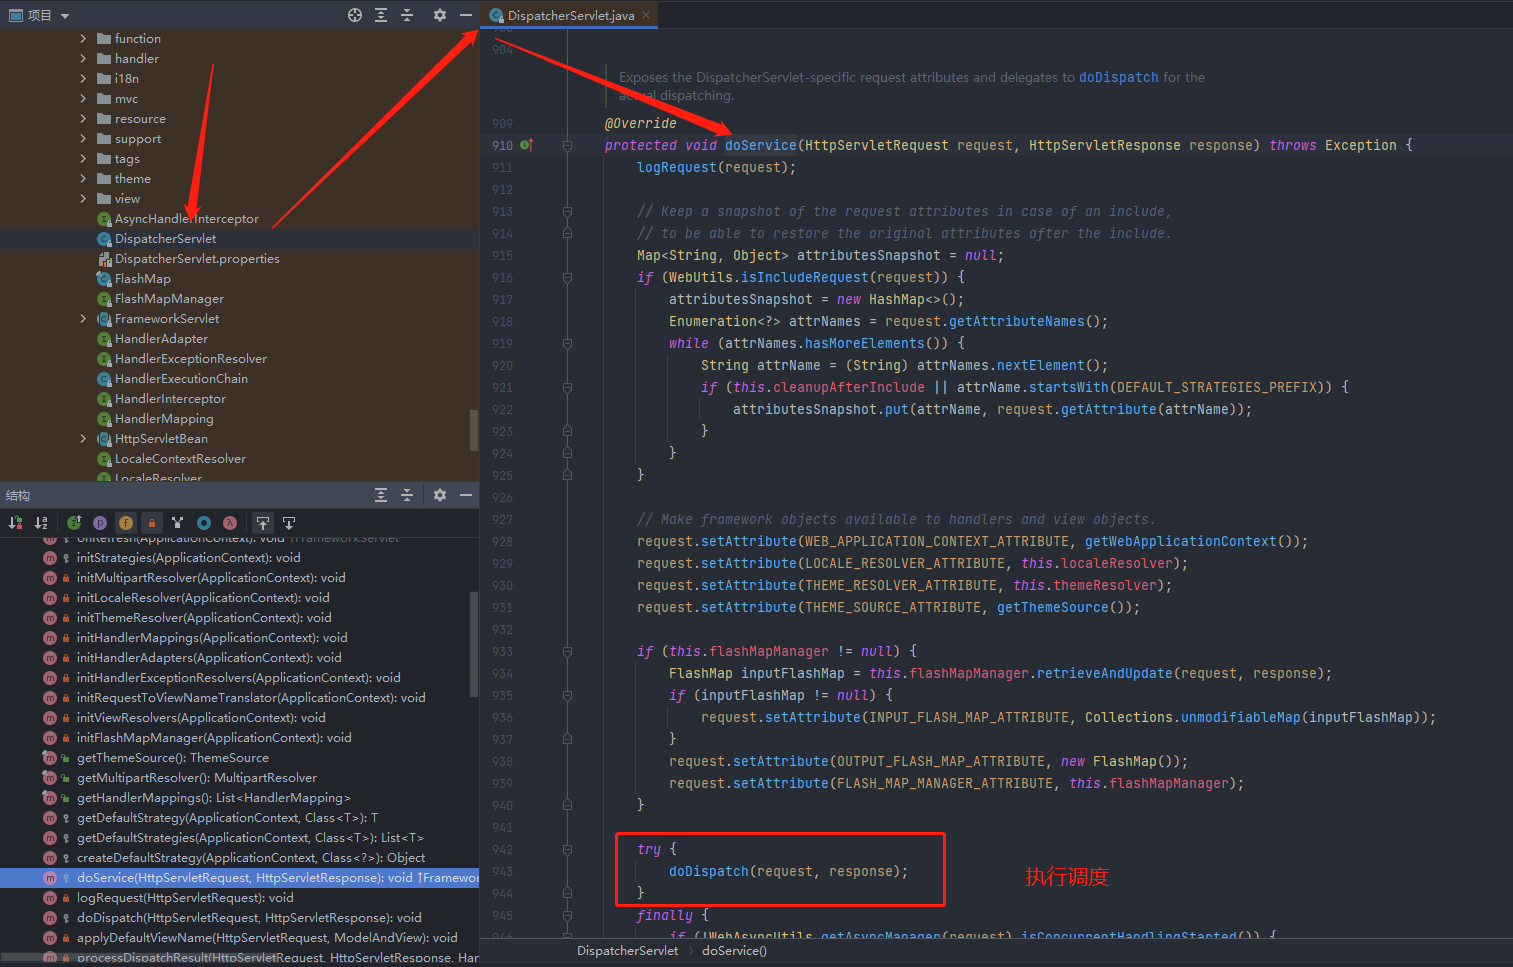 项目
function
handler
i18n
mvc
resource
support
tags
theme
view
AsyncHandlerInterceptor
DispatcherServlet
DispatcherServlet.properties
FlashMap
FlashMapManager
FrameworkServlet
HandlerAdapter
HandlerExceptionResolver
HandlerExecutionChain
HandlerInterceptor
HandlerMapping
HttpServletBean
LocaleContextResolver
LocaleResolver
结构
onRefresh(ApplicationContext): void ↑FrameworkServlet
initStrategies(ApplicationContext): void
initMultipartResolver(ApplicationContext): void
initLocaleResolver(ApplicationContext): void
initThemeResolver(ApplicationContext): void
initHandlerMappings(ApplicationContext): void
initHandlerAdapters(ApplicationContext): void
initHandlerExceptionResolvers(ApplicationContext): void
initRequestToViewNameTranslator(ApplicationContext): void
initViewResolvers(ApplicationContext): void
initFlashMapManager(ApplicationContext): void
getThemeSource(): ThemeSource
getMultipartResolver(): MultipartResolver
getHandlerMappings(): List<HandlerMapping>
getDefaultStrategy(ApplicationContext, Class<T>): T
getDefaultStrategies(ApplicationContext, Class<T>): List<T>
createDefaultStrategy(ApplicationContext, Class<?>): Object
doService(HttpServletRequest, HttpServletResponse): void ↑Framewor
logRequest(HttpServletRequest): void
doDispatch(HttpServletRequest, HttpServletResponse): void
applyDefaultViewName(HttpServletRequest, ModelAndView): void
processDispatchResult(HttpServletRequest, HttpServletResponse, Han
DispatcherServlet.java
904
Exposes the DispatcherServlet-specific request attributes and delegates to doDispatch for the
actual dispatching.
909 @Override
910 protected void doService(HttpServletRequest request, HttpServletResponse response) throws Exception {
911 logRequest(request);
912
913 // Keep a snapshot of the request attributes in case of an include,
914 // to be able to restore the original attributes after the include.
915 Map<String, Object> attributesSnapshot = null;
916 if (WebUtils.isIncludeRequest(request)) {
917 attributesSnapshot = new HashMap<>();
918 Enumeration<?> attrNames = request.getAttributeNames();
919 while (attrNames.hasMoreElements()) {
920 String attrName = (String) attrNames.nextElement();
921 if (this.cleanupAfterInclude || attrName.startsWith(DEFAULT_STRATEGIES_PREFIX)) {
922 attributesSnapshot.put(attrName, request.getAttribute(attrName));
923 }
924 }
925 }
926
927 // Make framework objects available to handlers and view objects.
928 request.setAttribute(WEB_APPLICATION_CONTEXT_ATTRIBUTE, getWebApplicationContext());
929 request.setAttribute(LOCALE_RESOLVER_ATTRIBUTE, this.localeResolver);
930 request.setAttribute(THEME_RESOLVER_ATTRIBUTE, this.themeResolver);
931 request.setAttribute(THEME_SOURCE_ATTRIBUTE, getThemeSource());
932
933 if (this.flashMapManager != null) {
934 FlashMap inputFlashMap = this.flashMapManager.retrieveAndUpdate(request, response);
935 if (inputFlashMap != null) {
936 request.setAttribute(INPUT_FLASH_MAP_ATTRIBUTE, Collections.unmodifiableMap(inputFlashMap));
937 }
938 request.setAttribute(OUTPUT_FLASH_MAP_ATTRIBUTE, new FlashMap());
939 request.setAttribute(FLASH_MAP_MANAGER_ATTRIBUTE, this.flashMapManager);
940 }
941
942 try {
943 doDispatch(request, response);
执行调度
944 }
945 finally {
946 if (!WebAsyncUtils.getAsyncManager(request).isConcurrentHandlingStarted()) {
DispatcherServlet › doService()